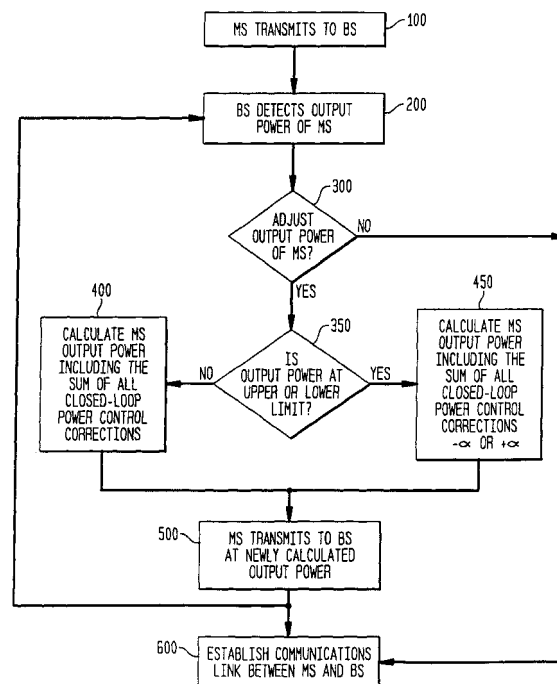 MS TRANSMITS TO BS
100
BS DETECTS OUTPUT
POWER OF MS
200
300
ADJUST
OUTPUT POWER
OF MS?
NO
YES
400
CALCULATE MS
OUTPUT POWER
INCLUDING THE
SUM OF ALL
CLOSED-LOOP
POWER CONTROL
CORRECTIONS
NO
350
IS
OUTPUT POWER AT
UPPER OR LOWER
LIMIT?
YES
450
CALCULATE MS
OUTPUT POWER
INCLUDING THE
SUM OF ALL
CLOSED-LOOP
POWER CONTROL
CORRECTIONS
-∝ OR +∝
500
MS TRANSMITS TO BS
AT NEWLY CALCULATED
OUTPUT POWER
600
ESTABLISH COMMUNICATIONS
LINK BETWEEN MS AND BS